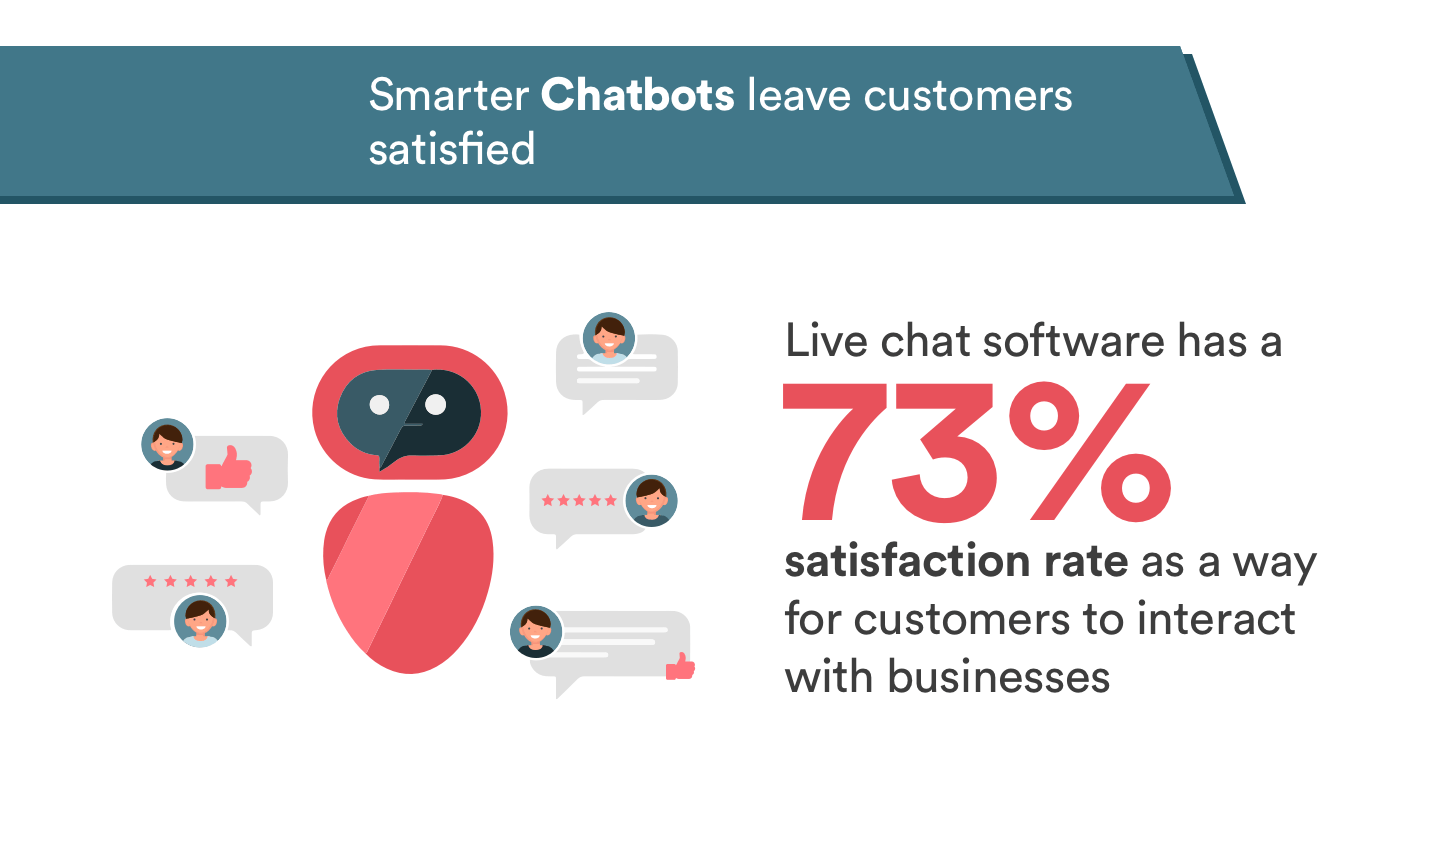 Smarter Chatbots leave customers
satisfied
Live chat software has a
73%
satisfaction rate as a way
for customers to interact
with businesses